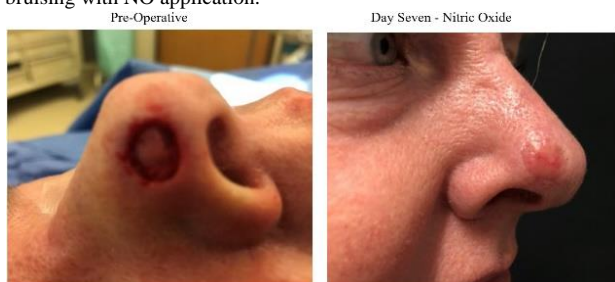 bruising with NO application.
Pre-Operative
Day Seven - Nitric Oxide